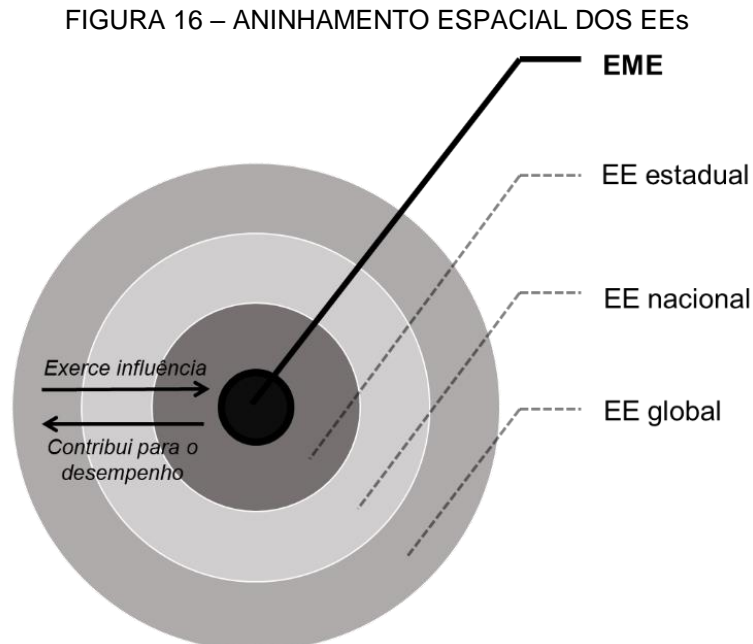 FIGURA 16 – ANINHAMENTO ESPACIAL DOS EEs
EME
EE estadual
EE nacional
Exerce influência
EE global
Contribui para o
desempenho